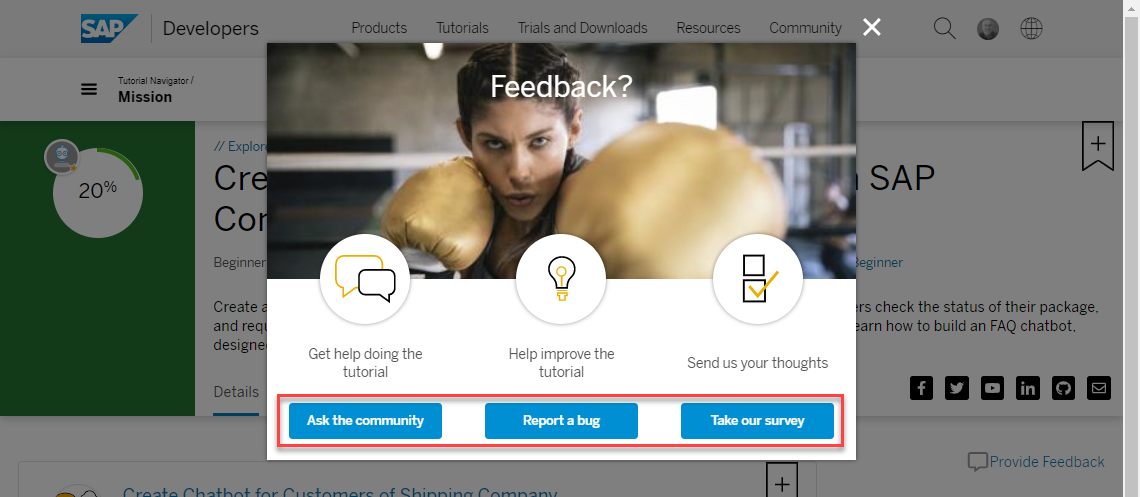 SAP Developers
Products Tutorials Trials and Downloads Resources Community
Tutorial Navigator /
Mission
Feedback?
20%
// Explore
Cre
SAP
Con
Beginner
Beginner
Create a
ers check the status of their package,
and requ
earn how to build an FAQ chatbot,
designe
Get help doing the
tutorial
Help improve the
tutorial
Send us your thoughts
Details
Ask the community
Report a bug
Take our survey
Provide Feedback
Create Chatbot for Customers of Shipping Company